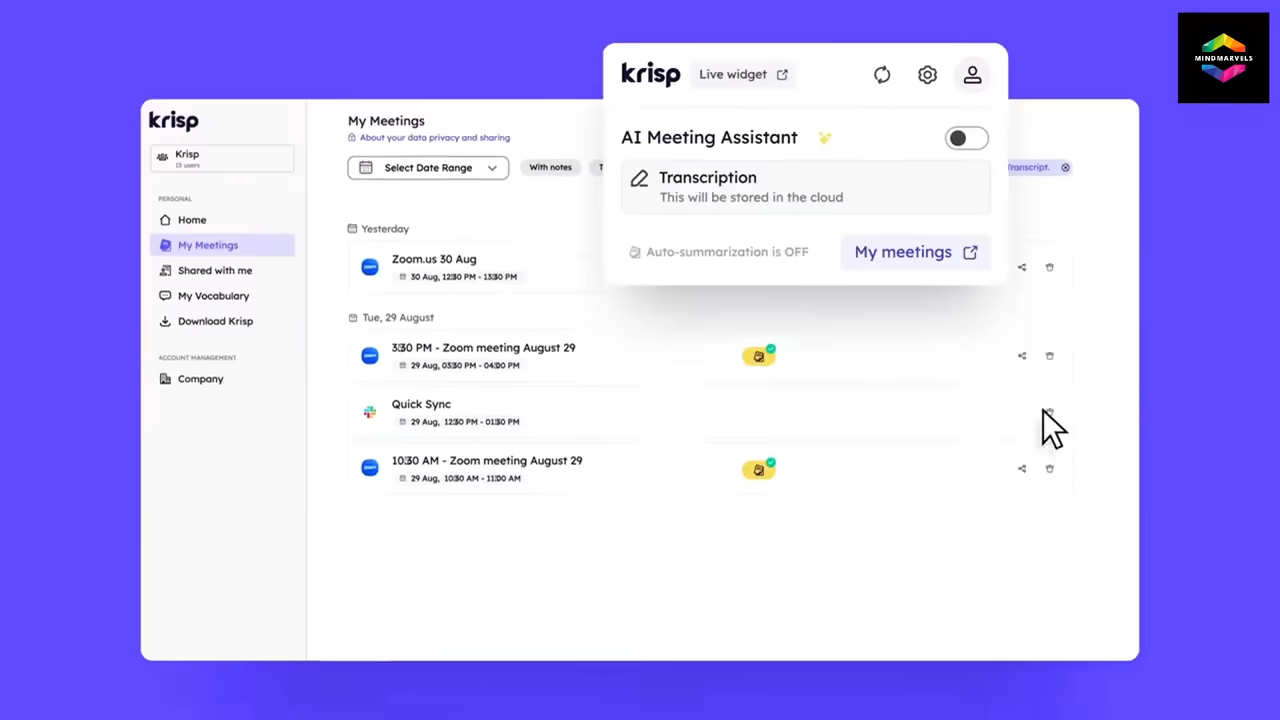 MINDMARVELS
krisp
Live widget
AI Meeting Assistant
Transcription
This will be stored in the cloud
Auto-summarization is OFF
My meetings
krisp
Krisp
13 users
PERSONAL
Home
My Meetings
Shared with me
My Vocabulary
Download Krisp
ACCOUNT MANAGEMENT
Company
My Meetings
About your data privacy and sharing
Select Date Range
With notes
Transcript.
Yesterday
Zoom.us 30 Aug
30 Aug, 12:30 PM - 13:30 PM
Tue, 29 August
3:30 PM - Zoom meeting August 29
29 Aug, 03:30 PM - 04:00 PM
Quick Sync
29 Aug, 12:30 PM - 01:30 PM
10:30 AM - Zoom meeting August 29
29 Aug, 10:30 AM - 11:00 AM